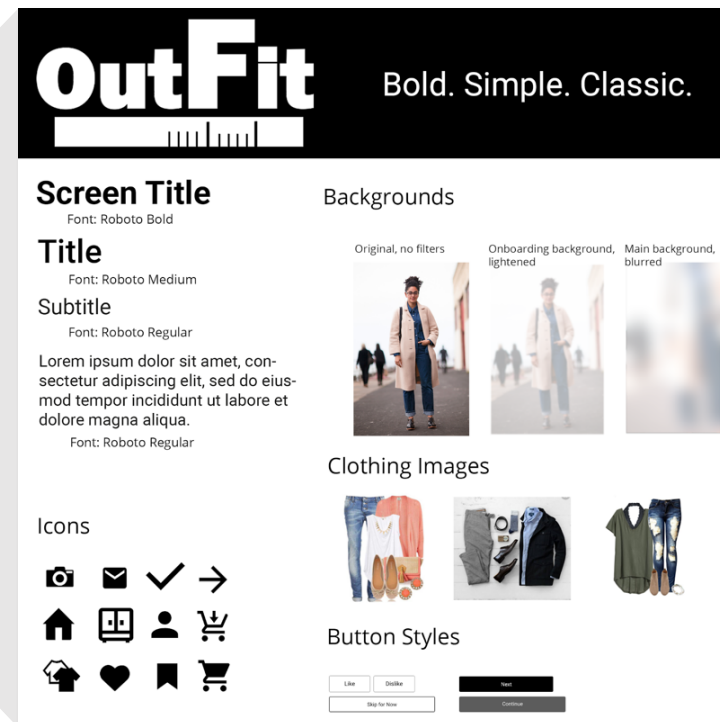 OutFit
Bold. Simple. Classic.
Screen Title
Font: Roboto Bold
Title
Font: Roboto Medium
Subtitle
Font: Roboto Regular
Lorem ipsum dolor sit amet, con-
sectetur adipiscing elit, sed do eius-
mod tempor incididunt ut labore et
dolore magna aliqua.
Font: Roboto Regular
Icons
Backgrounds
Original, no filters
Onboarding background,
lightened
Main background,
blurred
Clothing Images
Button Styles
Like
Dislike
Next
Skip for Now
Continue